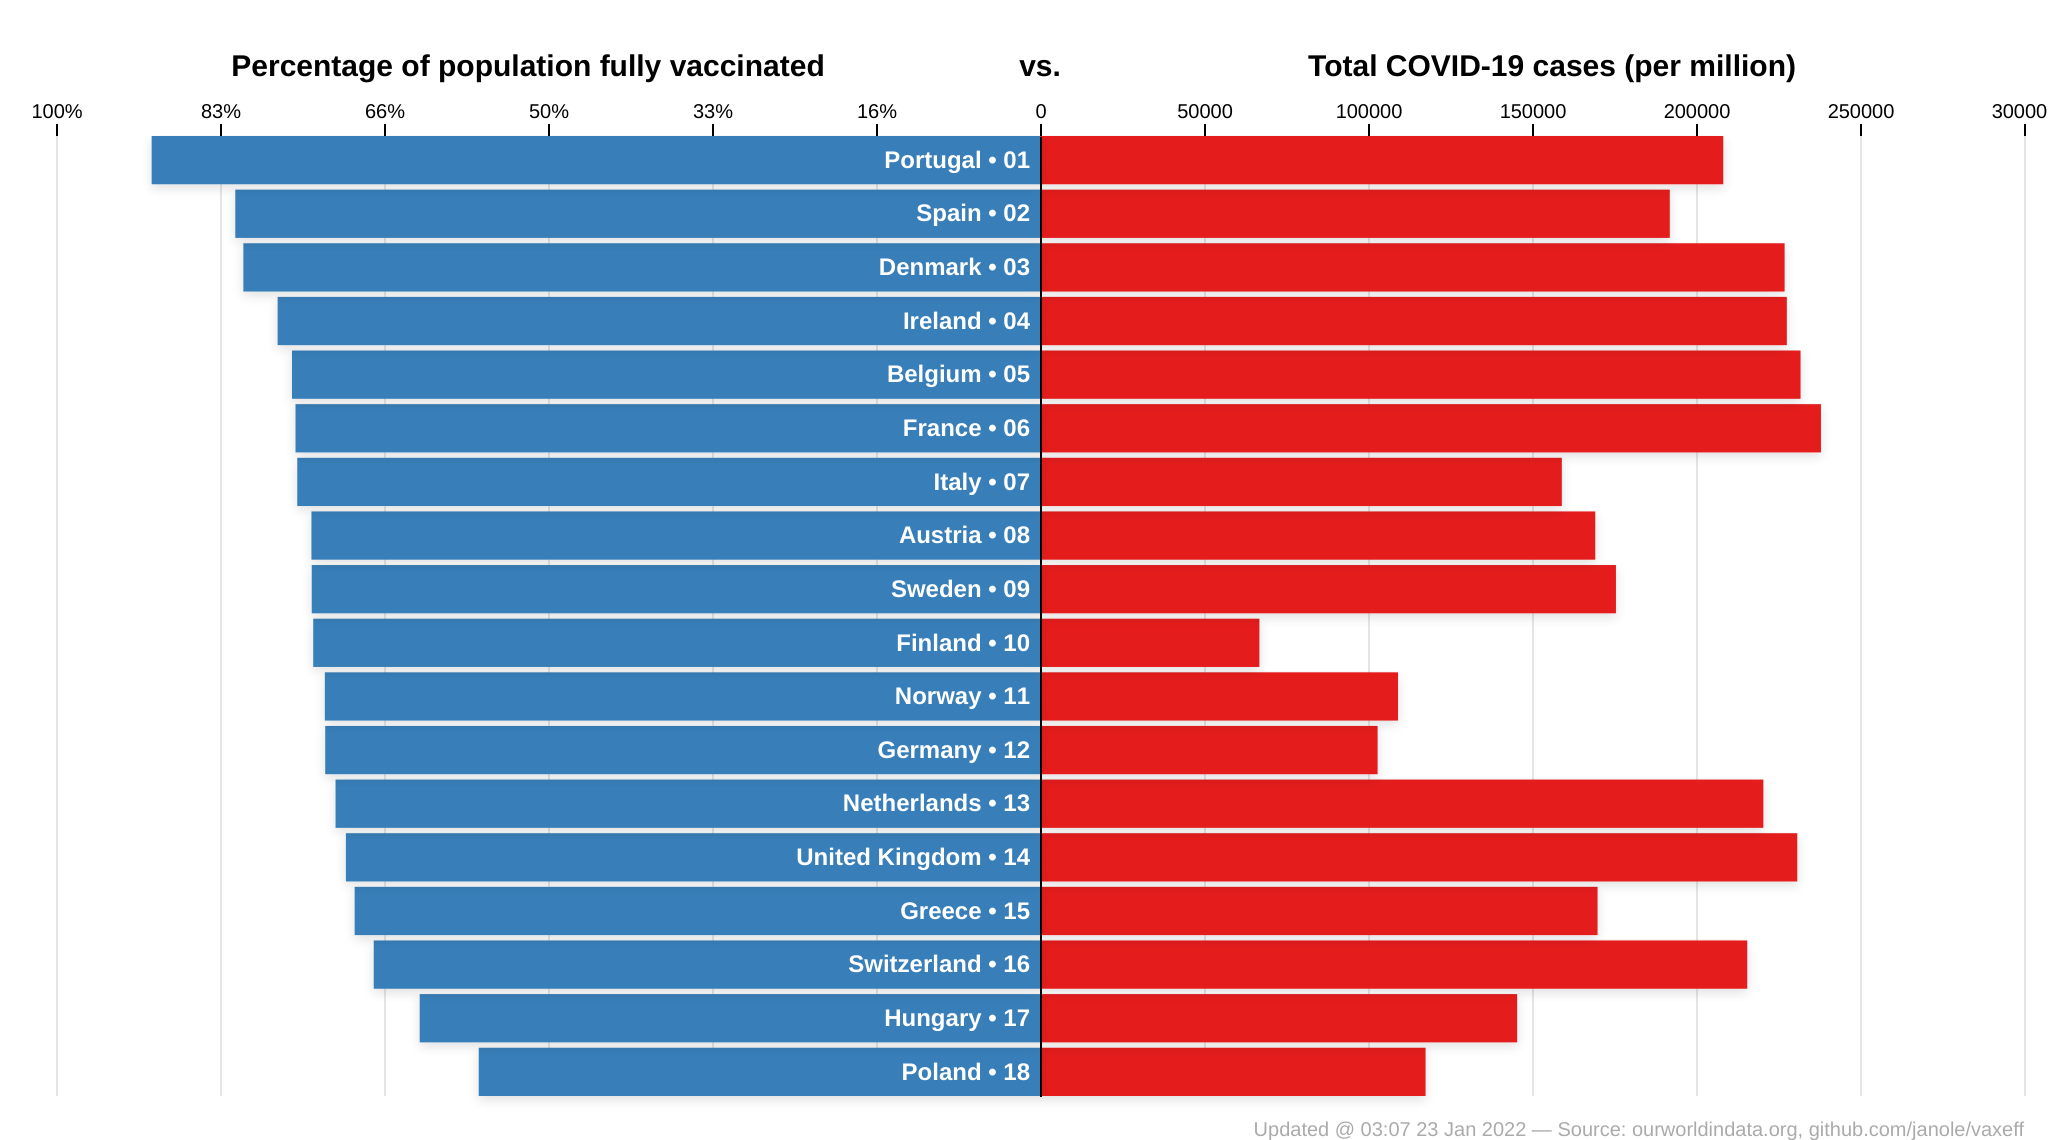 Percentage of population fully vaccinated vs. Total COVID-19 cases (per million)
100% 83% 66% 50% 33% 16% 0 50000 100000 150000 200000 250000 30000
Portugal • 01
Spain • 02
Denmark • 03
Ireland • 04
Belgium • 05
France • 06
Italy • 07
Austria • 08
Sweden • 09
Finland • 10
Norway • 11
Germany • 12
Netherlands • 13
United Kingdom • 14
Greece • 15
Switzerland • 16
Hungary • 17
Poland • 18
Updated @ 03:07 23 Jan 2022 — Source: ourworldindata.org, github.com/janole/vaxeff